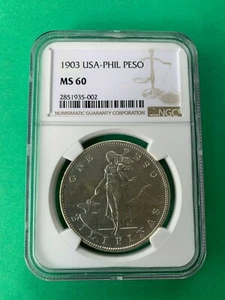 1903 USA-PHIL PESO
MS 60
2851935-002
NUMISMATIC GUARANTY CORPORATION
NGC
ONE PESO
FILIPINAS